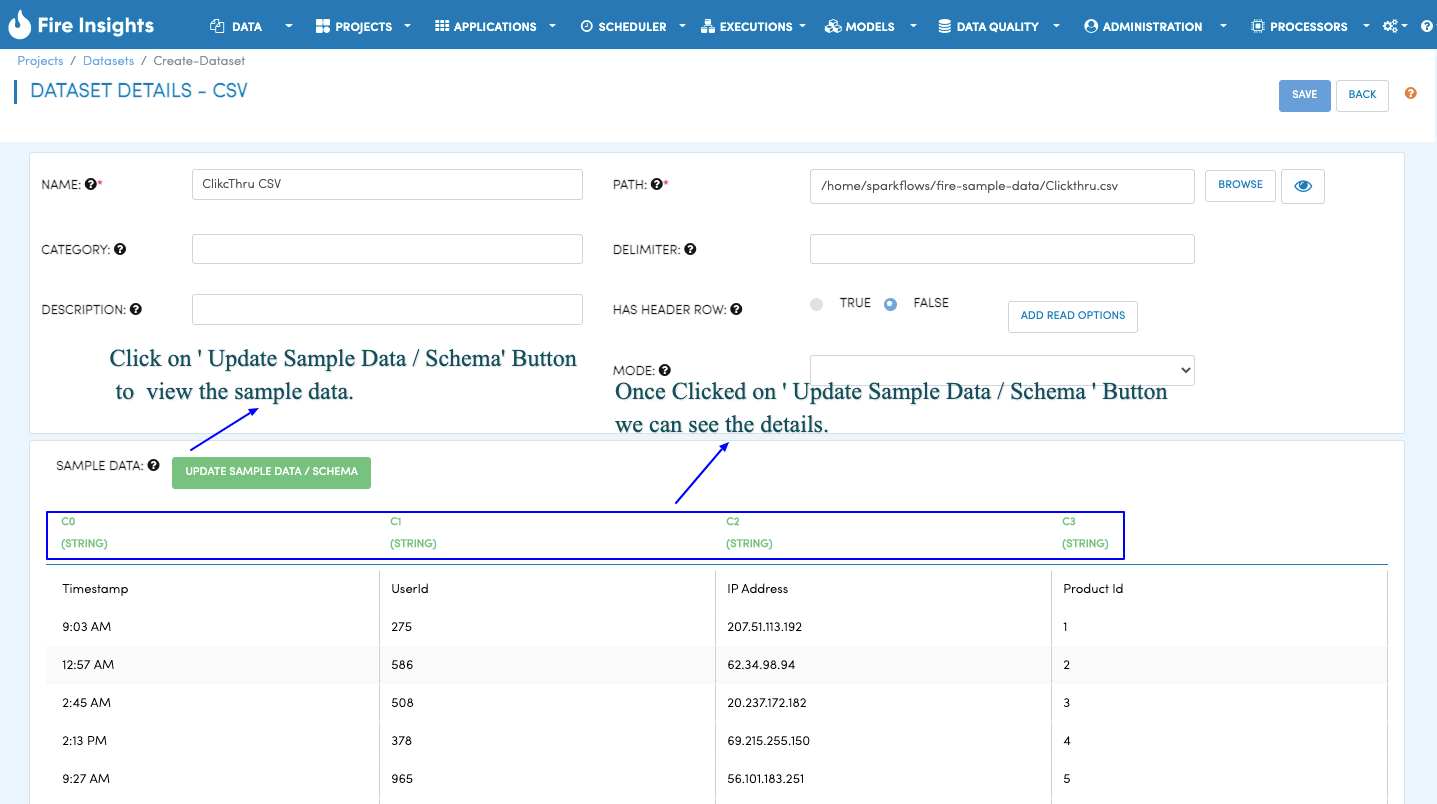 Fire Insights DATA PROJECTS APPLICATIONS SCHEDULER EXECUTIONS MODELS DATA QUALITY ADMINISTRATION PROCESSORS
Projects / Datasets / Create-Dataset
DATASET DETAILS - CSV
SAVE BACK
NAME: * ClikcThru CSV PATH: * /home/sparkflows/fire-sample-data/Clickthru.csv BROWSE
CATEGORY: DELIMITER:
DESCRIPTION: HAS HEADER ROW: TRUE FALSE ADD READ OPTIONS
Click on ' Update Sample Data / Schema' Button
to view the sample data.
MODE:
Once Clicked on ' Update Sample Data / Schema ' Button
we can see the details.
SAMPLE DATA: UPDATE SAMPLE DATA / SCHEMA
C0 C1 C2 C3
(STRING) (STRING) (STRING) (STRING)
Timestamp UserId IP Address Product Id
9:03 AM 275 207.51.113.192 1
12:57 AM 586 62.34.98.94 2
2:45 AM 508 20.237.172.182 3
2:13 PM 378 69.215.255.150 4
9:27 AM 965 56.101.183.251 5